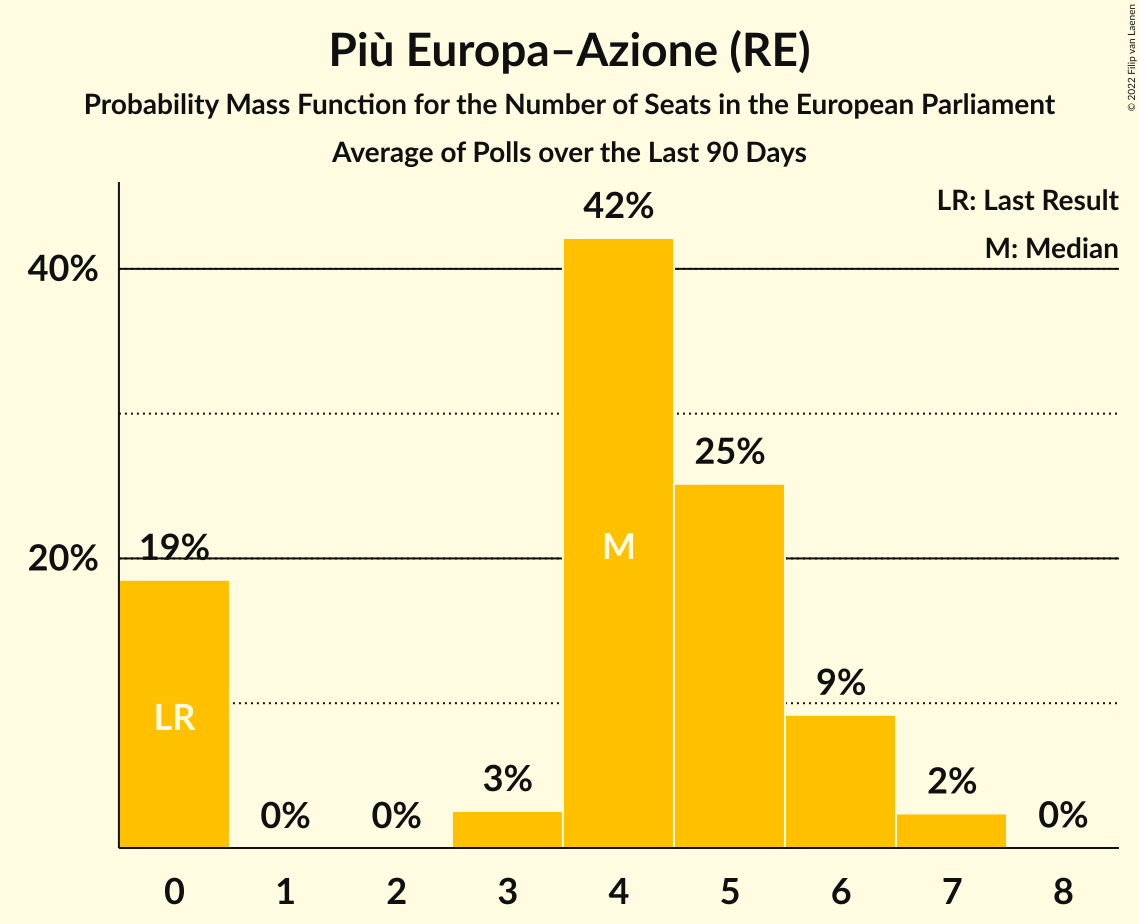 Più Europa–Azione (RE)
Probability Mass Function for the Number of Seats in the European Parliament
Average of Polls over the Last 90 Days
© 2022 Filip van Laenen
LR: Last Result
M: Median
42%
40%
25%
19%
20%
M
9%
LR
3%
2%
0%
0%
0%
0
1
2
3
4
5
6
7
8